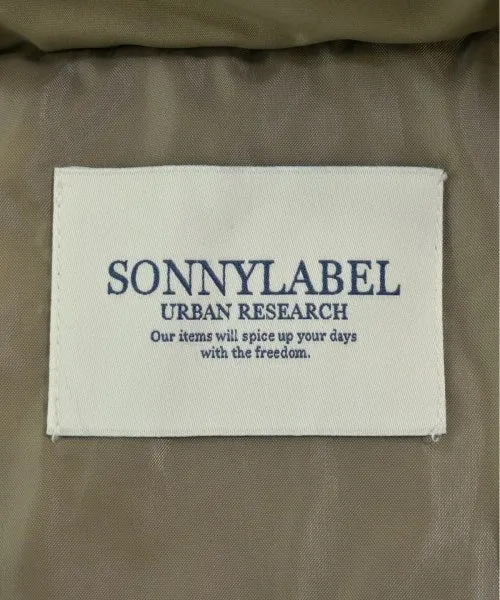 SONNYLABEL
URBAN RESEARCH
Our items will spice up your days
with the freedom.